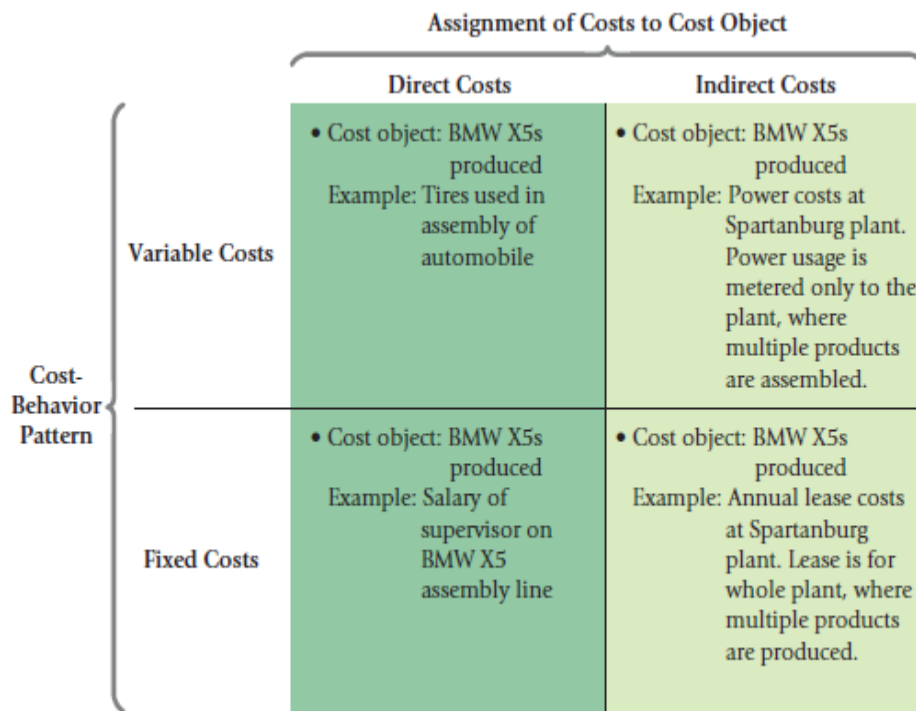 Assignment of Costs to Cost Object
Direct Costs
Indirect Costs
Cost-
Behavior
Pattern
Variable Costs
• Cost object: BMW X5s
produced
Example: Tires used in
assembly of
automobile
• Cost object: BMW X5s
produced
Example: Power costs at
Spartanburg plant.
Power usage is
metered only to the
plant, where
multiple products
are assembled.
Fixed Costs
• Cost object: BMW X5s
produced
Example: Salary of
supervisor on
BMW X5
assembly line
• Cost object: BMW X5s
produced
Example: Annual lease costs
at Spartanburg
plant. Lease is for
whole plant, where
multiple products
are produced.